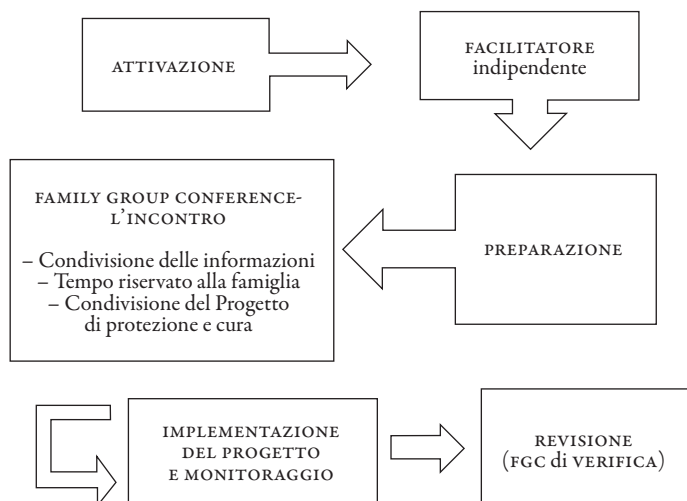 ATTIVAZIONE
FACILITATORE
indipendente
FAMILY GROUP CONFERENCE-
L'INCONTRO
– Condivisione delle informazioni
– Tempo riservato alla famiglia
– Condivisione del Progetto
di protezione e cura
PREPARAZIONE
IMPLEMENTAZIONE
DEL PROGETTO
E MONITORAGGIO
REVISIONE
(FGC di VERIFICA)